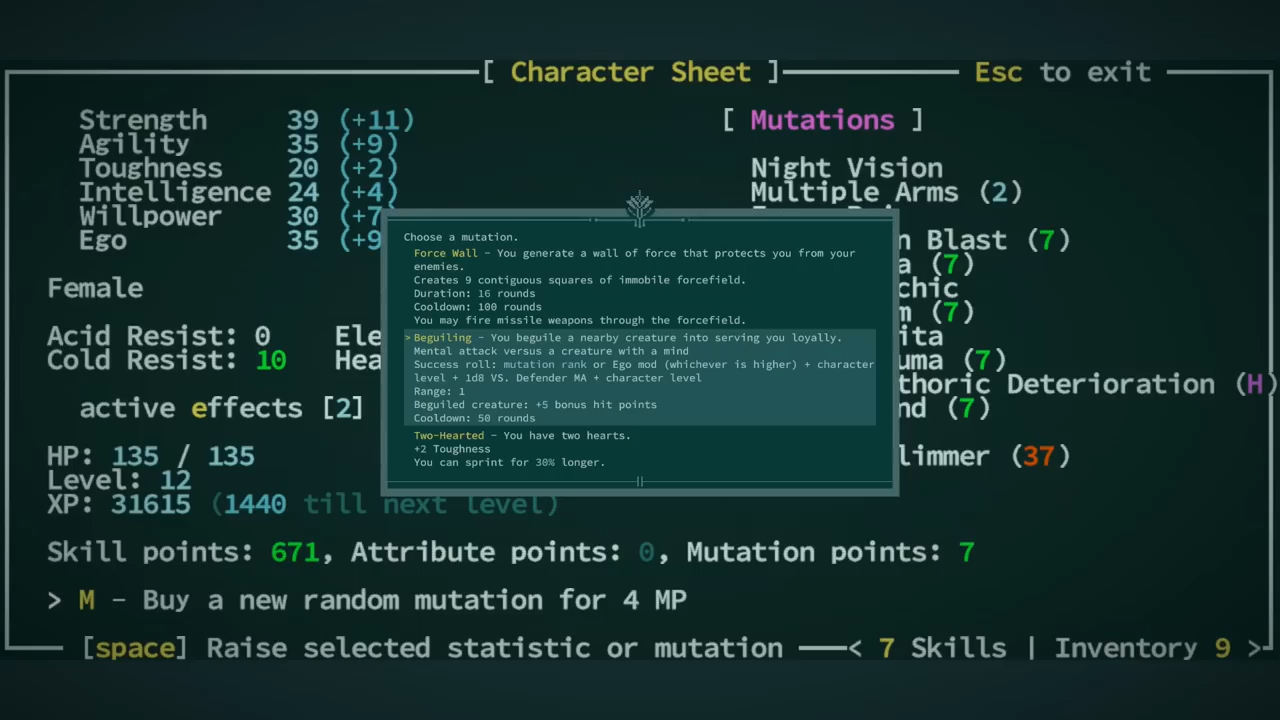 [ Character Sheet ] Esc to exit
Strength 39 (+11) [ Mutations ]
Agility 35 (+9)
Toughness 20 (+2) Night Vision
Intelligence 24 (+4) Multiple Arms (2)
Willpower 30 (+7
Ego 35 (+9 Blast (7)
(7)
Female
(7)
Acid Resist: 0
Cold Resist: 10 (7)
Deterioration (H)
active effects [2] (7)
HP: 135 / 135 (37)
Level: 12
XP: 31615 (1440 till next level)
Choose a mutation.
Force Wall – You generate a wall of force that protects you from your
enemies.
Creates 9 contiguous squares of immobile forcefield.
Duration: 16 rounds
Cooldown: 100 rounds
You may fire missile weapons through the forcefield.
> Beguiling – You beguile a nearby creature into serving you loyally.
Mental attack versus a creature with a mind
Success roll: mutation rank or Ego mod (whichever is higher) + character
level + 1d8 VS. Defender MA + character level
Range: 1
Beguiled creature: +5 bonus hit points
Cooldown: 50 rounds
Two-Hearted – You have two hearts.
+2 Toughness
You can sprint for 30% longer.
Skill points: 671, Attribute points: 0, Mutation points: 7
> M – Buy a new random mutation for 4 MP
[space] Raise selected statistic or mutation < 7 Skills | Inventory 9 >